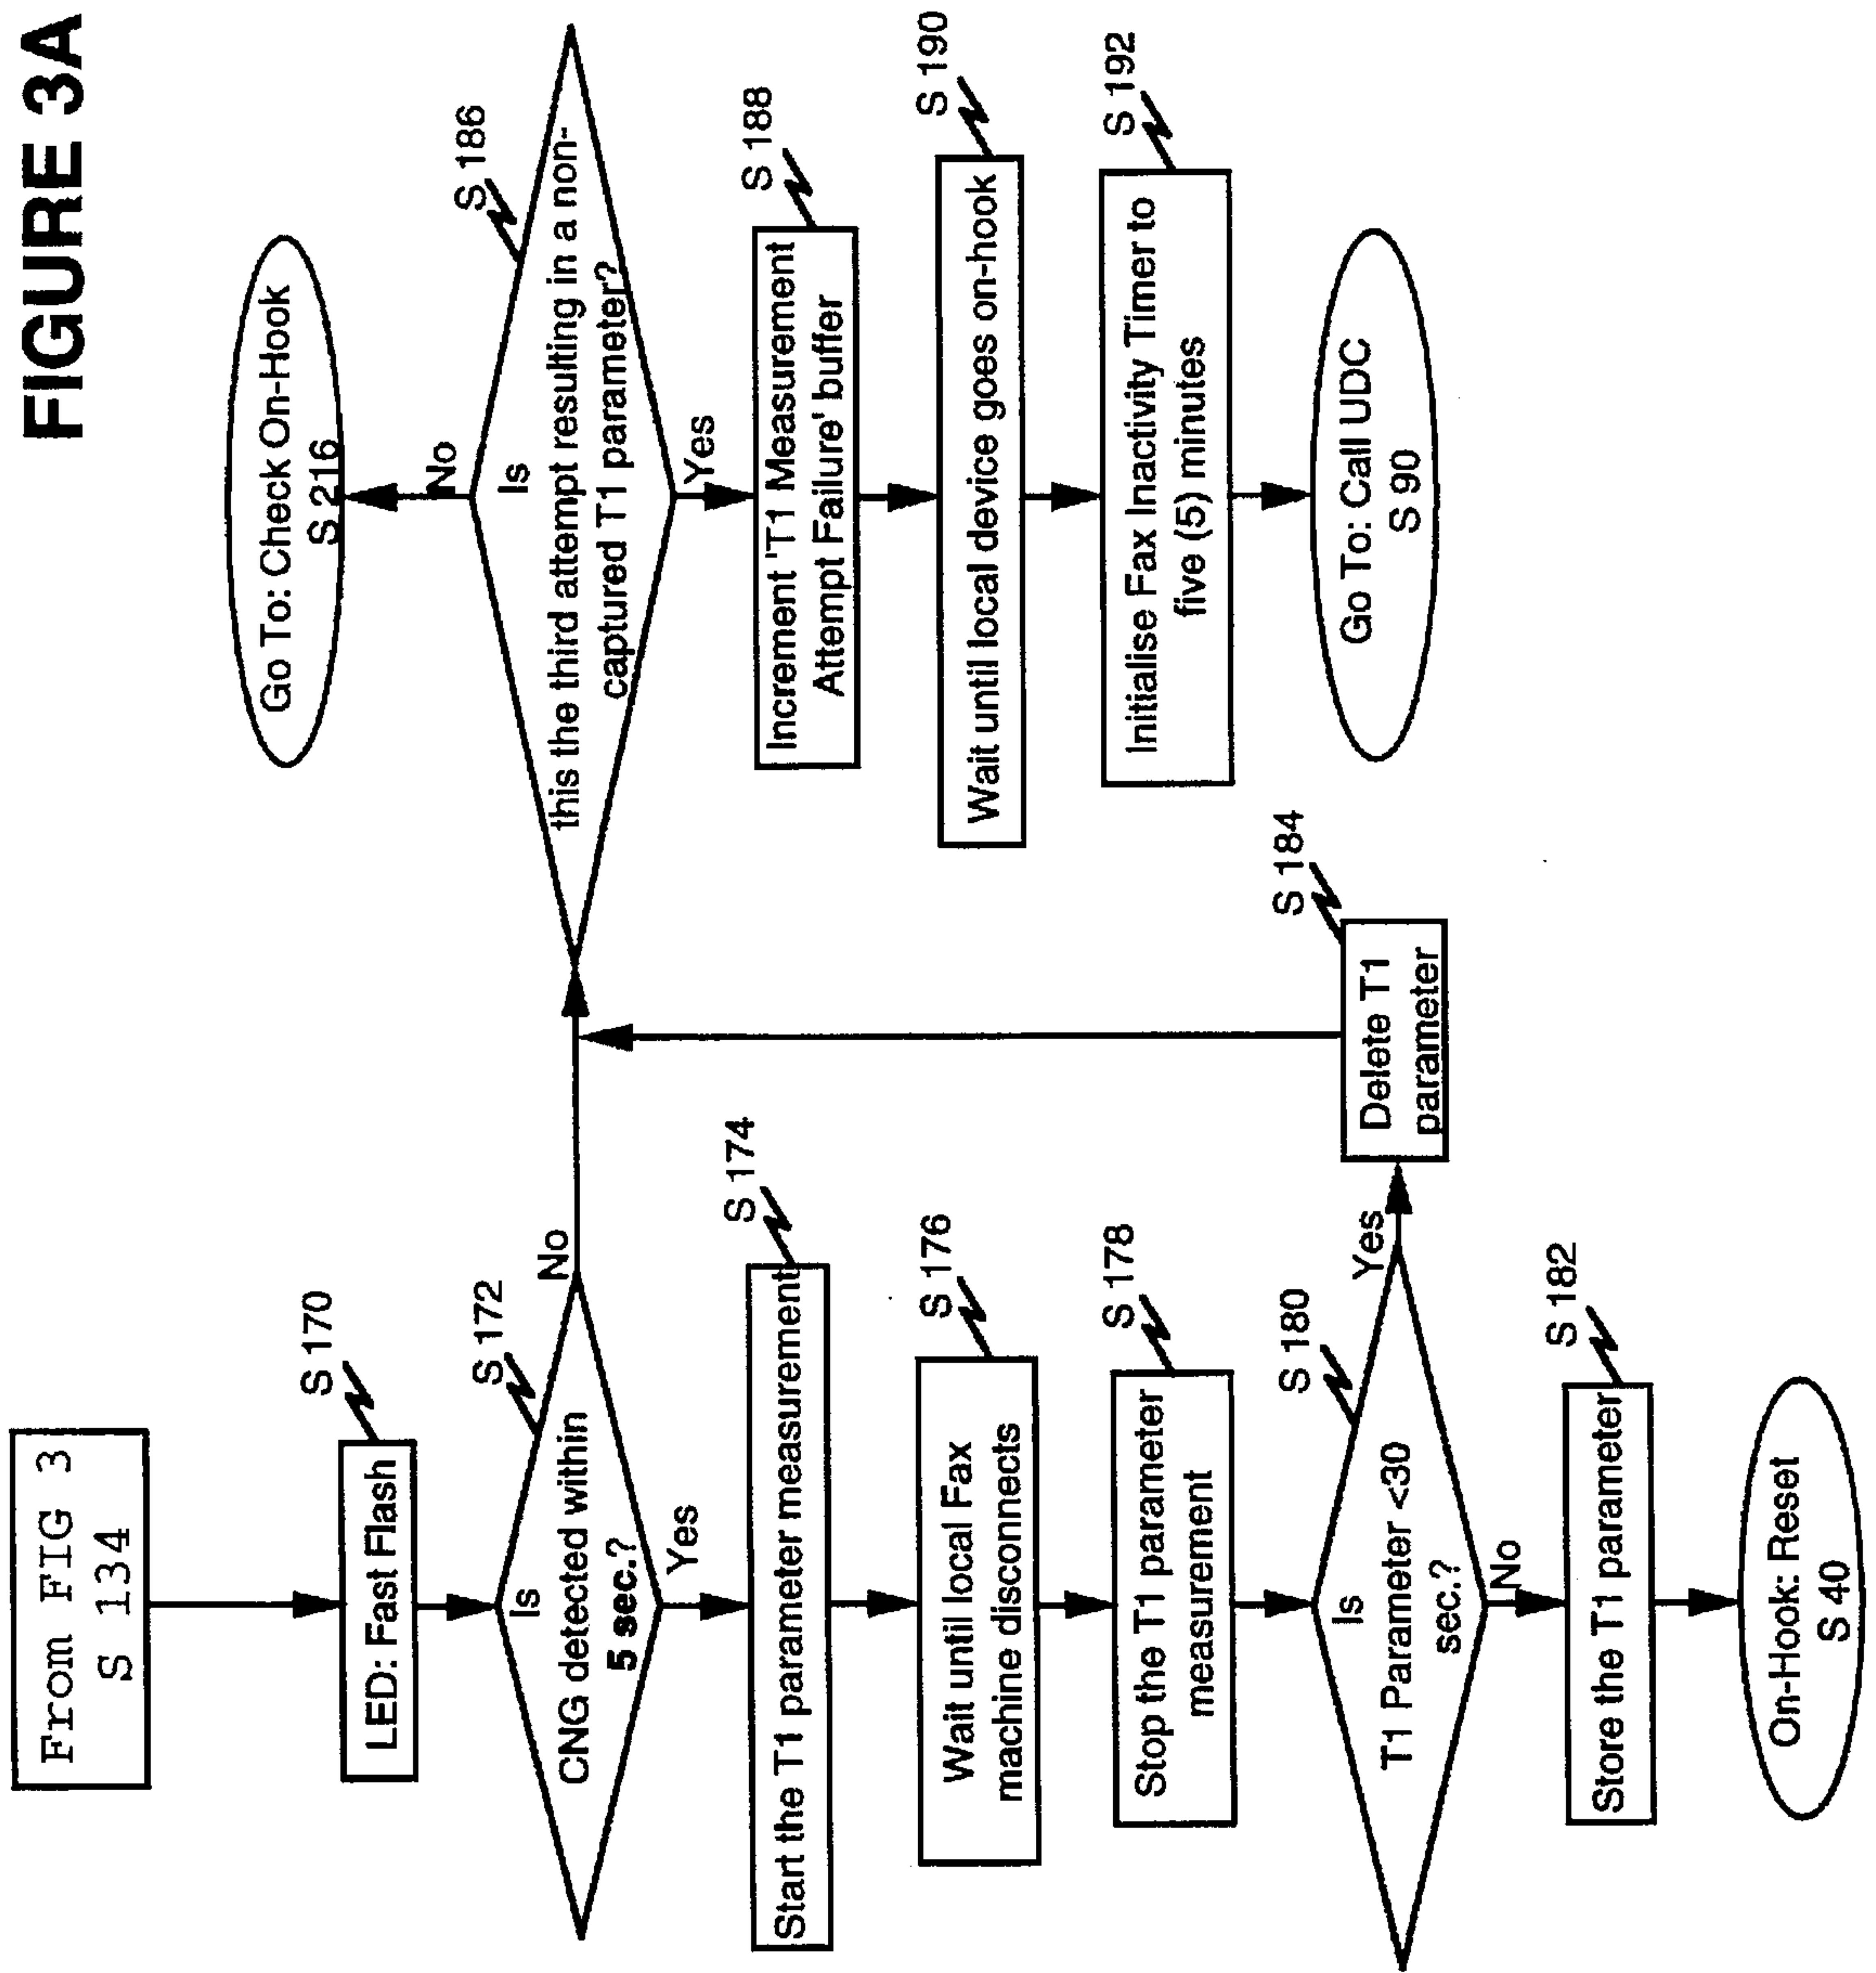 FIGURE 3A
From FIG 3
S 134
S 170
LED: Fast Flash
S 172
Is
CNG detected within
5 sec.?
No
Yes
S 174
Start the T1 parameter measurement
S 176
Wait until local Fax
machine disconnects
S 178
Stop the T1 parameter
measurement
S 180
Is
T1 Parameter <30
sec.?
Yes
No
S 182
Store the T1 parameter
On-Hook: Reset
S 40
S 184
Delete T1
parameter
Go To: Check On-Hook
S 216
No
S 186
Is
this the third attempt resulting in a non-
captured T1 parameter?
Yes
S 188
Increment 'T1 Measurement
Attempt Failure' buffer
S 190
Wait until local device goes on-hook
S 192
Initialise Fax Inactivity Timer to
five (5) minutes
Go To: Call UDC
S 90